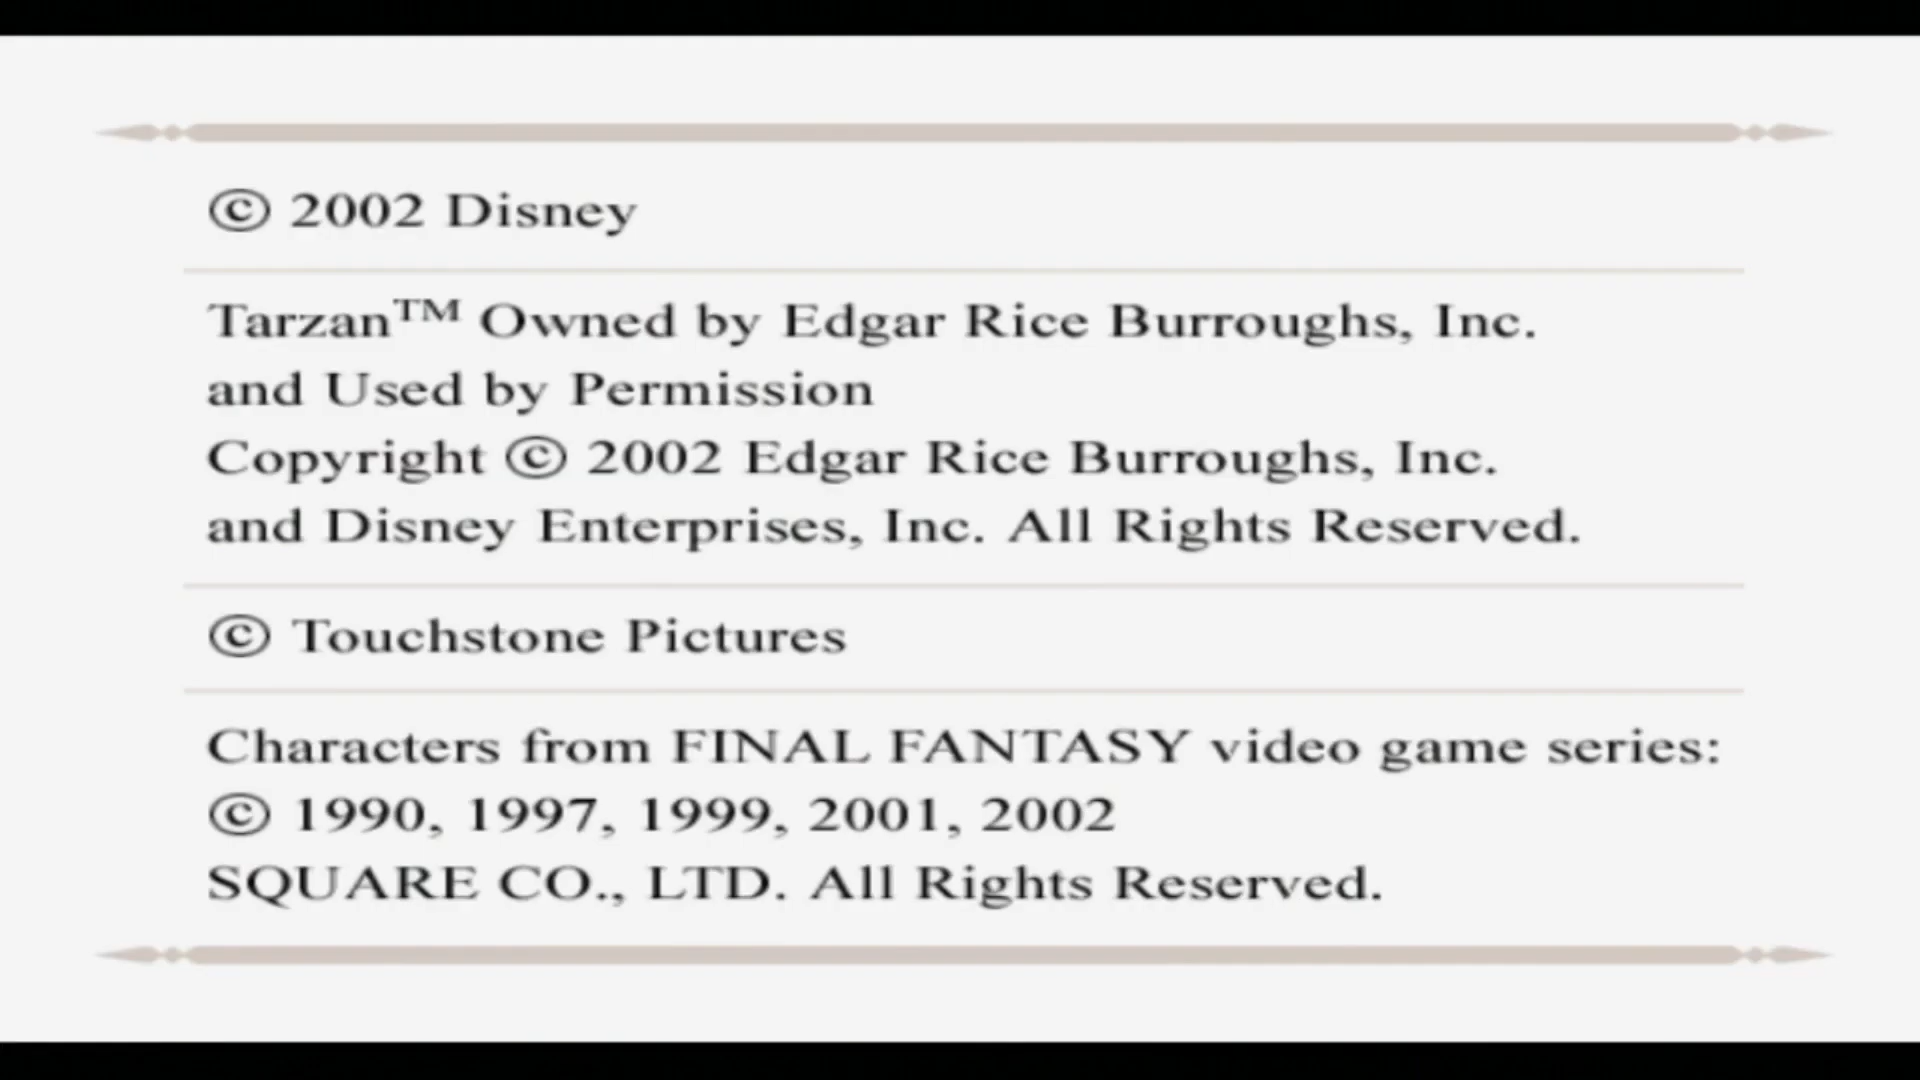 © 2002 Disney
Tarzan™ Owned by Edgar Rice Burroughs, Inc.
and Used by Permission
Copyright © 2002 Edgar Rice Burroughs, Inc.
and Disney Enterprises, Inc. All Rights Reserved.
© Touchstone Pictures
Characters from FINAL FANTASY video game series:
© 1990, 1997, 1999, 2001, 2002
SQUARE CO., LTD. All Rights Reserved.